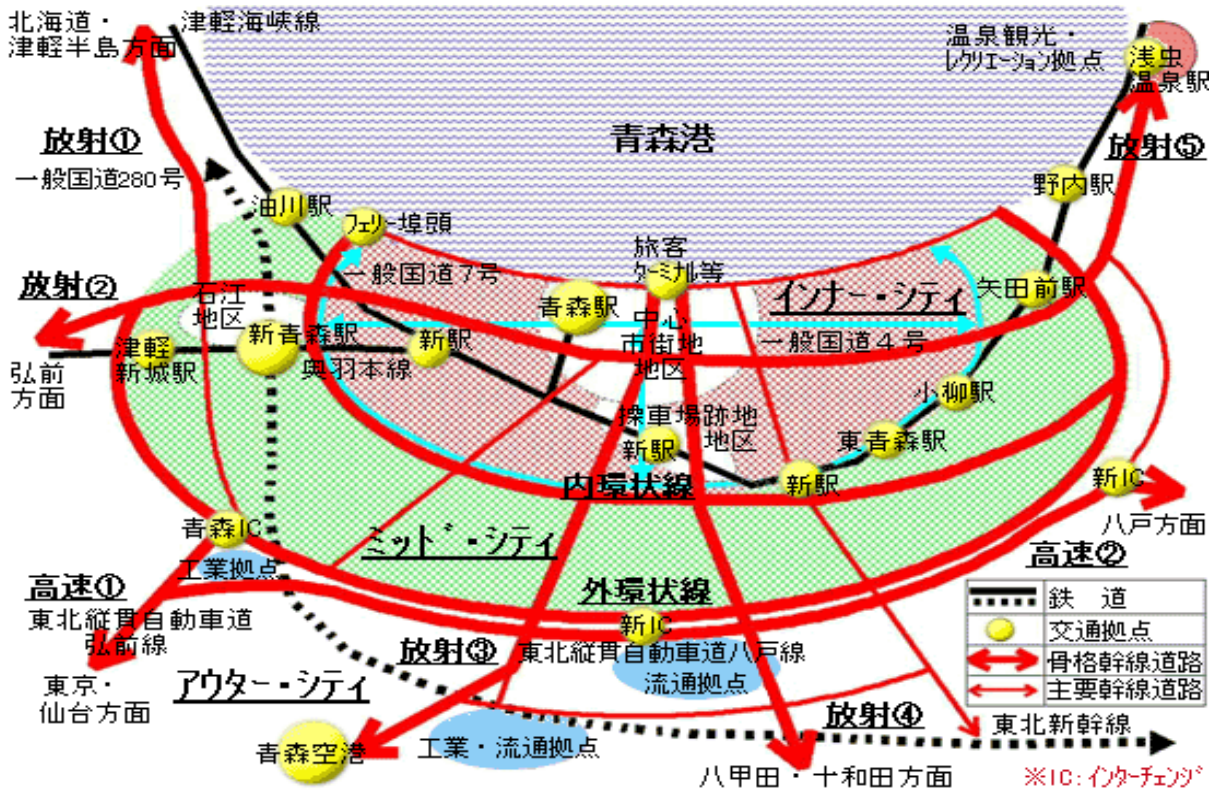 北海道・
津軽半島方面
津軽海峡線
温泉観光・
レクリエーション拠点
浅虫
温泉駅
青森港
放射①
一般国道280号
放射⑤
野内駅
油川駅
フェリー埠頭
旅客
ターミナル等
一般国道7号
放射②
石江
地区
青森駅
インナー・シティ
矢田前駅
新青森駅
中心
市街地
地区
一般国道4号
津軽
新城駅
新駅
奥羽本線
弘前
方面
小柳駅
操車場跡地
地区
新駅
東青森駅
内環状線
新駅
新IC
八戸方面
青森IC
ミッド・シティ
工業拠点
高速②
高速①
外環状線
東北縦貫自動車道
弘前線
新IC
放射③
東北縦貫自動車道八戸線
流通拠点
東京・
仙台方面
アウター・シティ
放射④
東北新幹線
青森空港
工業・流通拠点
八甲田・十和田方面
鉄 道
交通拠点
骨格幹線道路
主要幹線道路
※IC:インターチェンジ